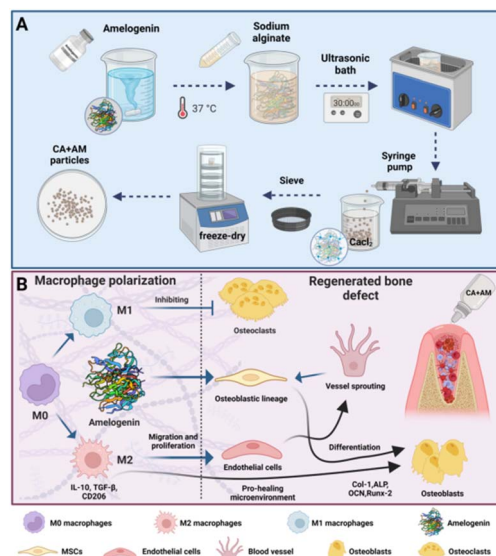 A
Amelogenin
Sodium
alginate
Ultrasonic
bath
37 °C
30:00
Syringe
pump
CA+AM
particles
Sieve
freeze-dry
Cacl₂
B
Macrophage polarization
Regenerated bone
defect
CA+AM
M1
Inhibiting
Osteoclasts
M0
Amelogenin
Osteoblastic lineage
Vessel sprouting
Migration and
proliferation
M2
Endothelial cells
Differentiation
IL-10, TGF-β,
CD206
Pro-healing
microenvironment
Col-1,ALP,
OCN,Runx-2
Osteoblasts
M0 macrophages
M2 macrophages
M1 macrophages
Amelogenin
MSCs
Endothelial cells
Blood vessel
Osteoblasts
Osteoclasts